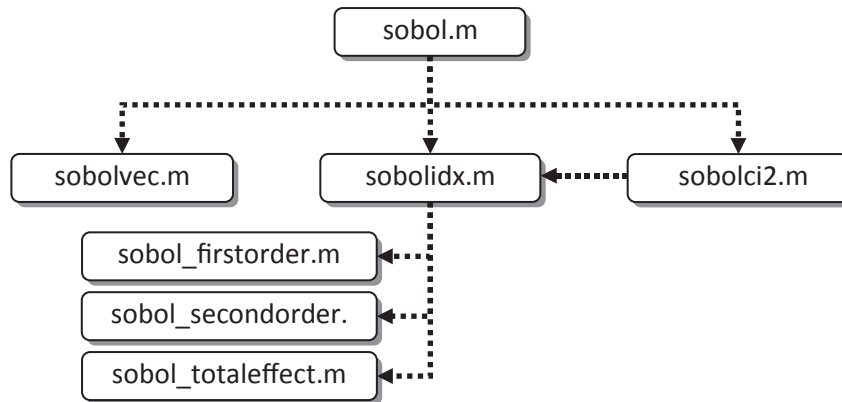 sobol.m
sobolvec.m
sobolidx.m
sobolci2.m
sobol_firstorder.m
sobol_secondorder.
sobol_totaleffect.m